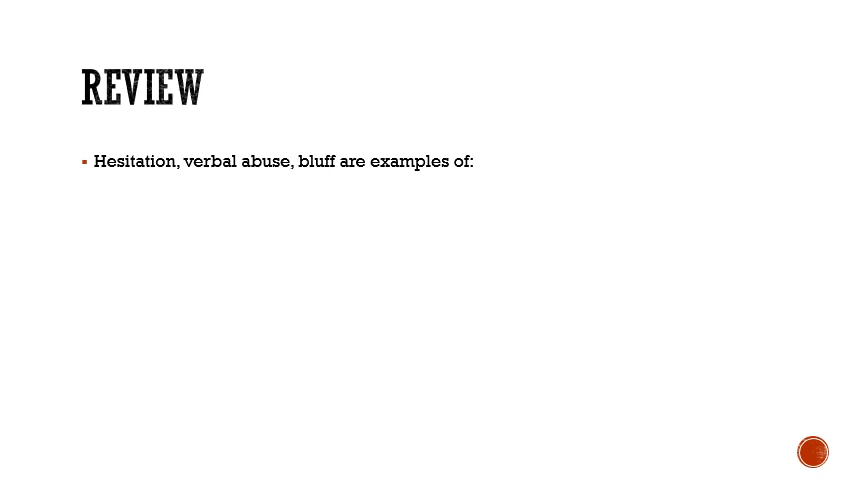 REVIEW
Hesitation, verbal abuse, bluff are examples of: